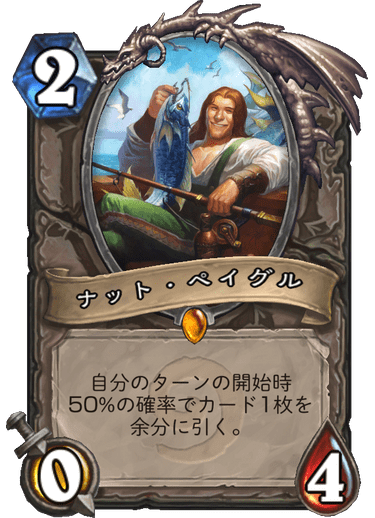 2
ナット・ペイグル
自分のターンの開始時
50%の確率でカード1枚を
余分に引く。
0
4